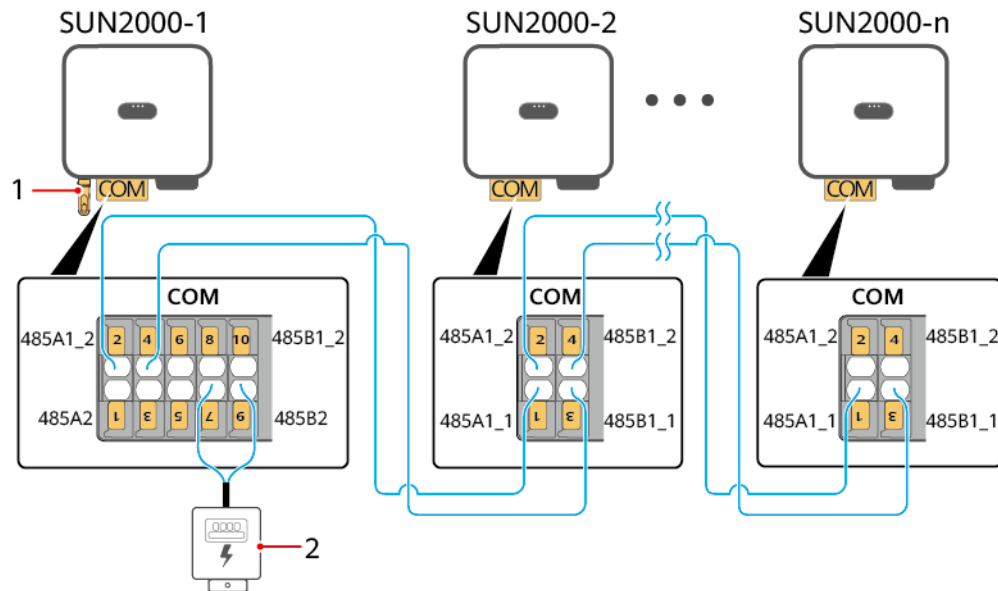 SUN2000-1
SUN2000-2
SUN2000-n
1
COM
COM
COM
COM
COM
COM
485A1_2
2
4
6
8
10
485B1_2
485A1_2
2
4
485B1_2
485A1_2
2
4
485B1_2
485A2
1
3
5
7
9
485B2
485A1_1
1
3
485B1_1
485A1_1
1
3
485B1_1
2